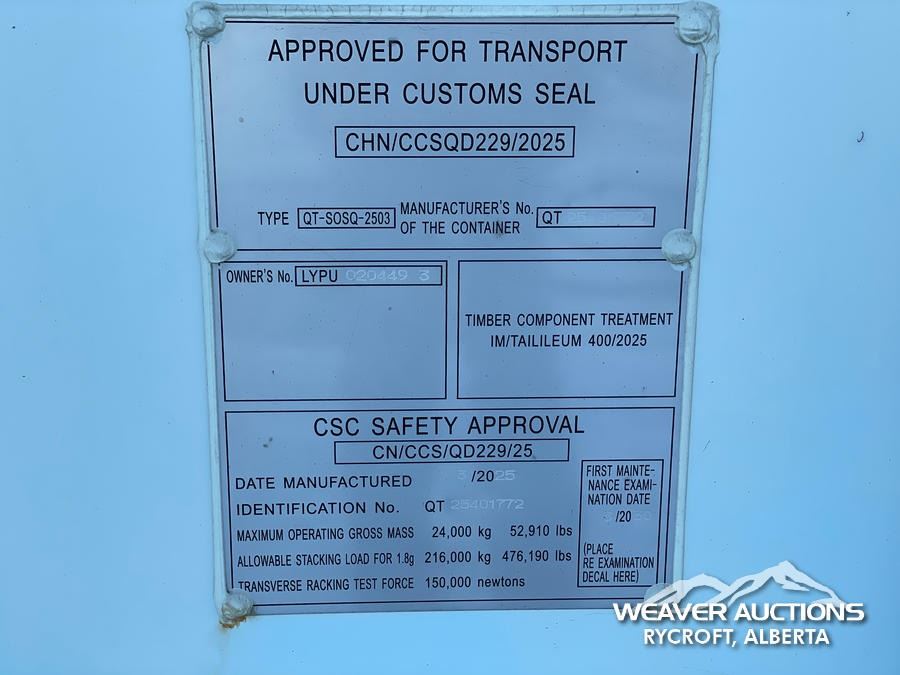 APPROVED FOR TRANSPORT
UNDER CUSTOMS SEAL
CHN/CCSQD229/2025
TYPE QT-SOSQ-2503 MANUFACTURER'S No. OF THE CONTAINER QT
OWNER'S No. LYPU 020449 3
TIMBER COMPONENT TREATMENT
IM/TAILILEUM 400/2025
CSC SAFETY APPROVAL
CN/CCS/QD229/25
DATE MANUFACTURED /2025
IDENTIFICATION No. QT 25401772
MAXIMUM OPERATING GROSS MASS 24,000 kg 52,910 lbs
ALLOWABLE STACKING LOAD FOR 1.8g 216,000 kg 476,190 lbs
TRANSVERSE RACKING TEST FORCE 150,000 newtons
FIRST MAINTE-
NANCE EXAMI-
NATION DATE
/20
(PLACE
RE EXAMINATION
DECAL HERE)
WEAVER AUCTIONS
RYCROFT, ALBERTA